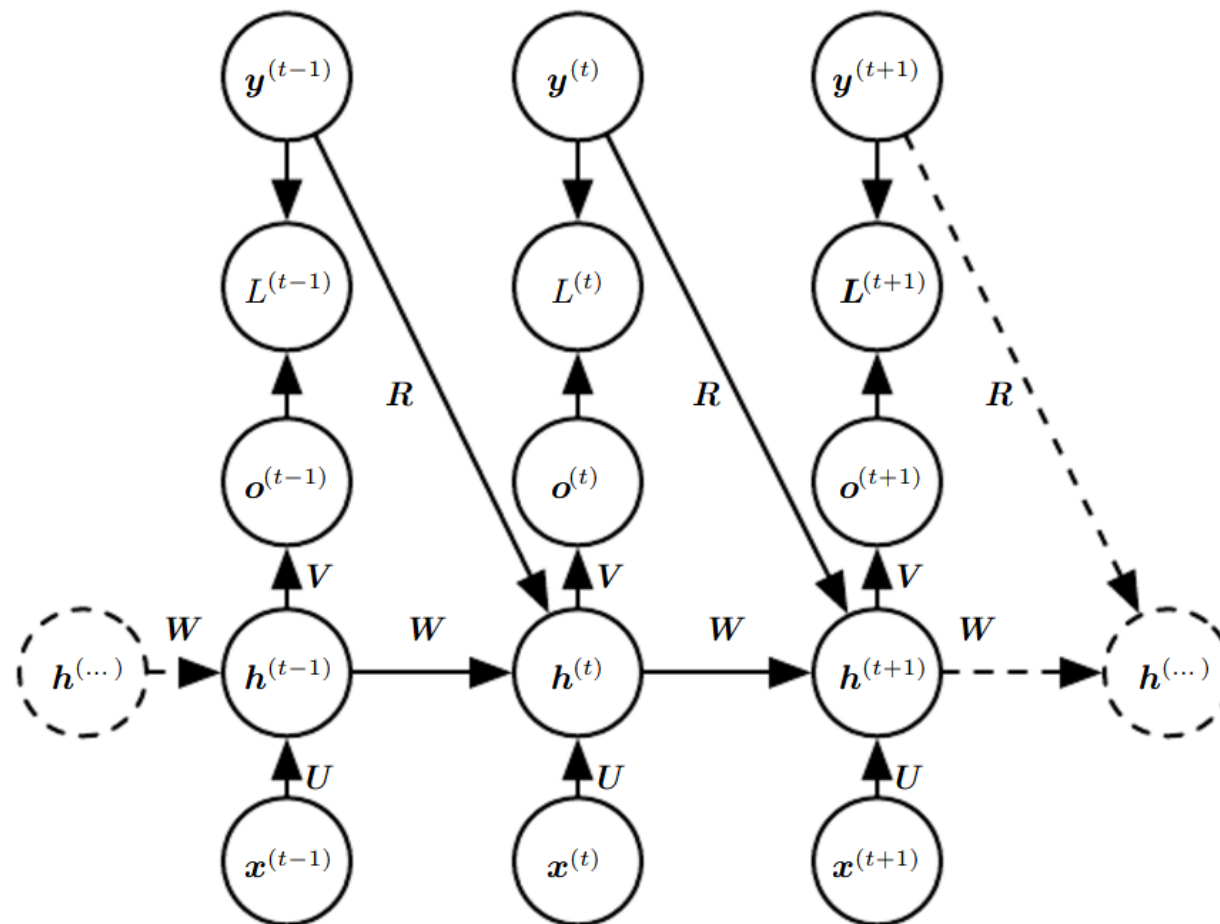 y^(t−1) y^(t) y^(t+1)
L^(t−1) L^(t) L^(t+1)
R R R
o^(t−1) o^(t) o^(t+1)
V V V
W W W W
h^(...) h^(t−1) h^(t) h^(t+1) h^(...)
U U U
x^(t−1) x^(t) x^(t+1)